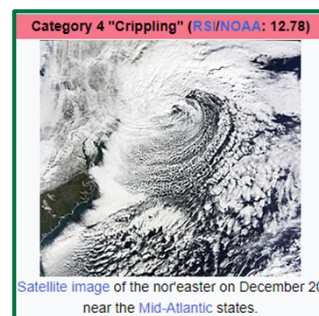 Category 4 "Crippling" (RSI/NOAA: 12.78)
Satellite image of the nor'easter on December 20
near the Mid-Atlantic states.